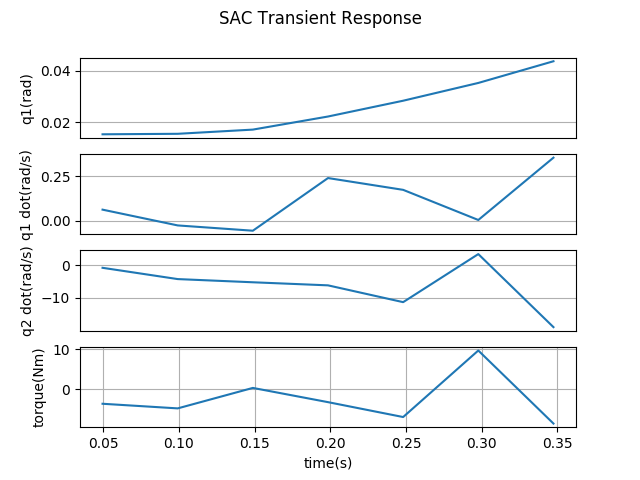 SAC Transient Response
q1(rad)
0.04
0.02
q1 dot(rad/s)
0.25
0.00
q2 dot(rad/s)
0
−10
torque(Nm)
10
0
0.05 0.10 0.15 0.20 0.25 0.30 0.35
time(s)